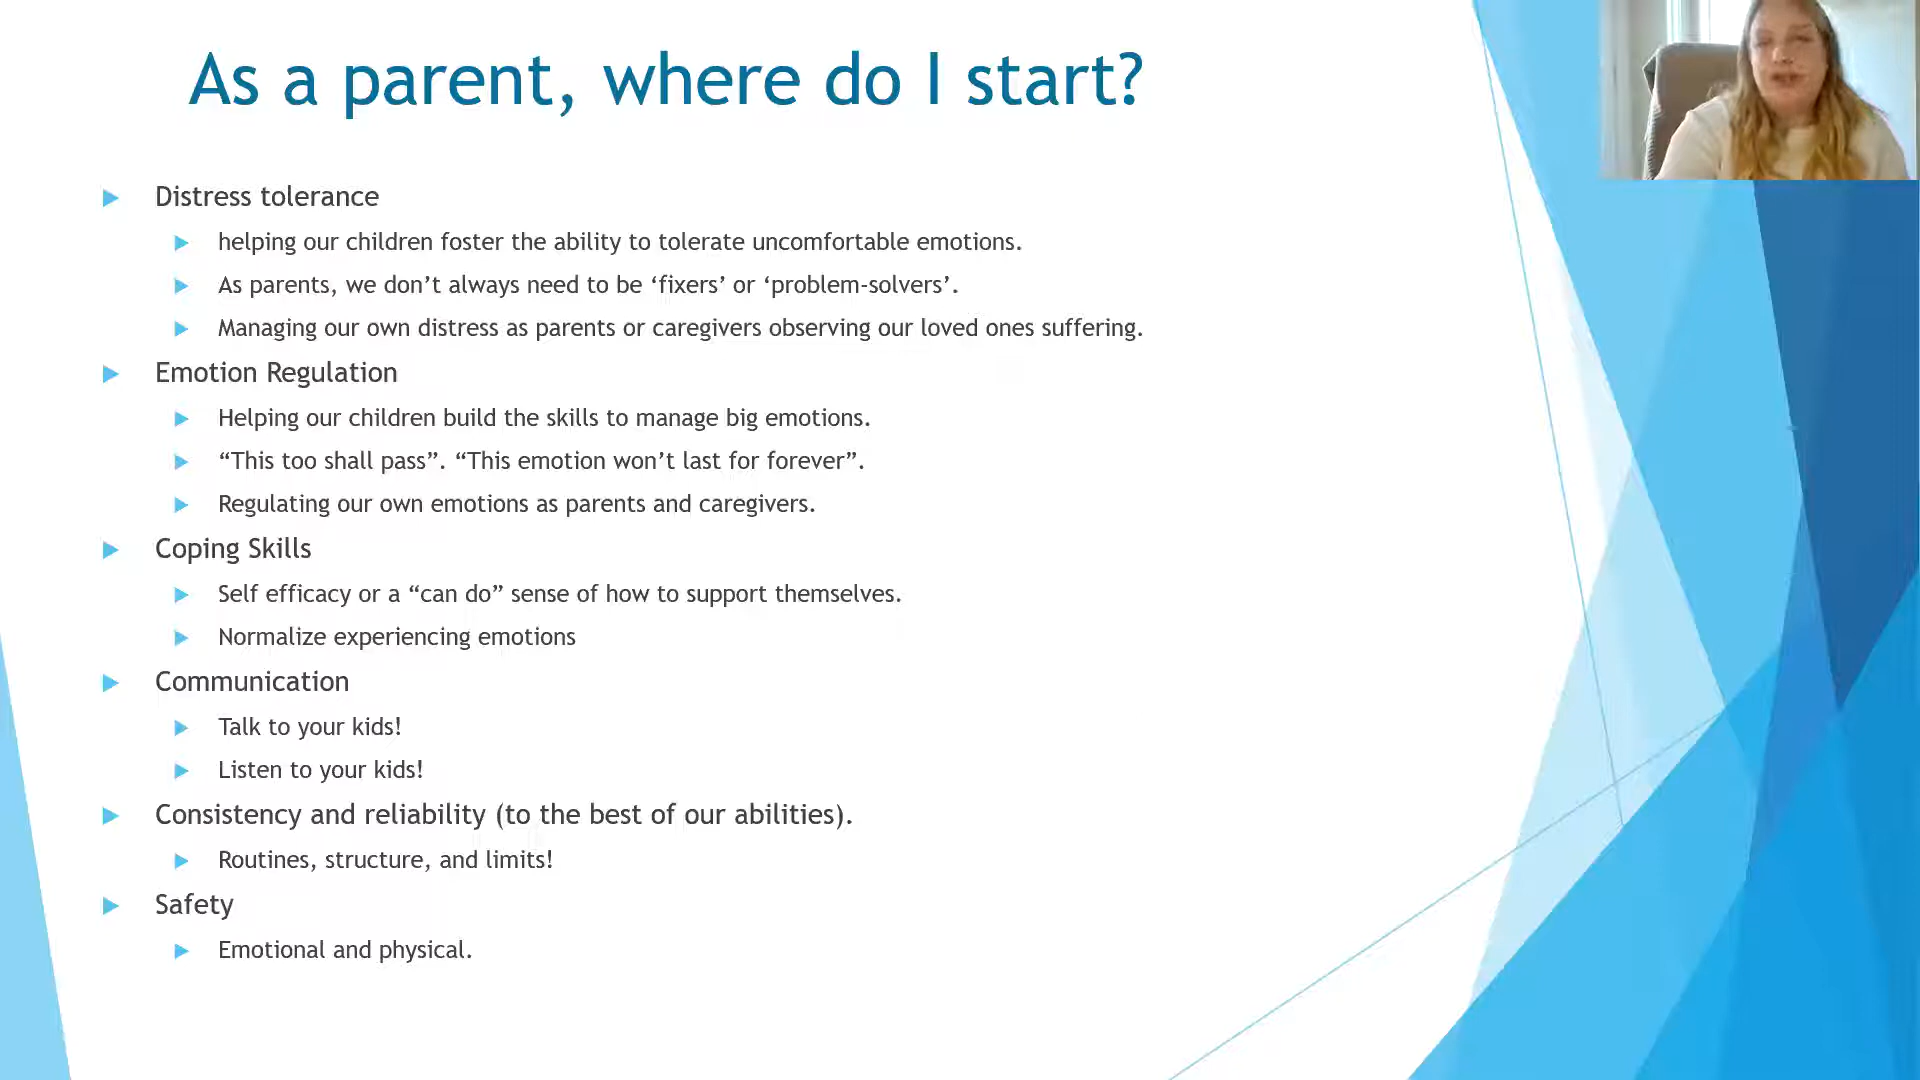 As a parent, where do I start?
Distress tolerance
helping our children foster the ability to tolerate uncomfortable emotions.
As parents, we don’t always need to be ‘fixers’ or ‘problem-solvers’.
Managing our own distress as parents or caregivers observing our loved ones suffering.
Emotion Regulation
Helping our children build the skills to manage big emotions.
“This too shall pass”. “This emotion won’t last for forever”.
Regulating our own emotions as parents and caregivers.
Coping Skills
Self efficacy or a “can do” sense of how to support themselves.
Normalize experiencing emotions
Communication
Talk to your kids!
Listen to your kids!
Consistency and reliability (to the best of our abilities).
Routines, structure, and limits!
Safety
Emotional and physical.